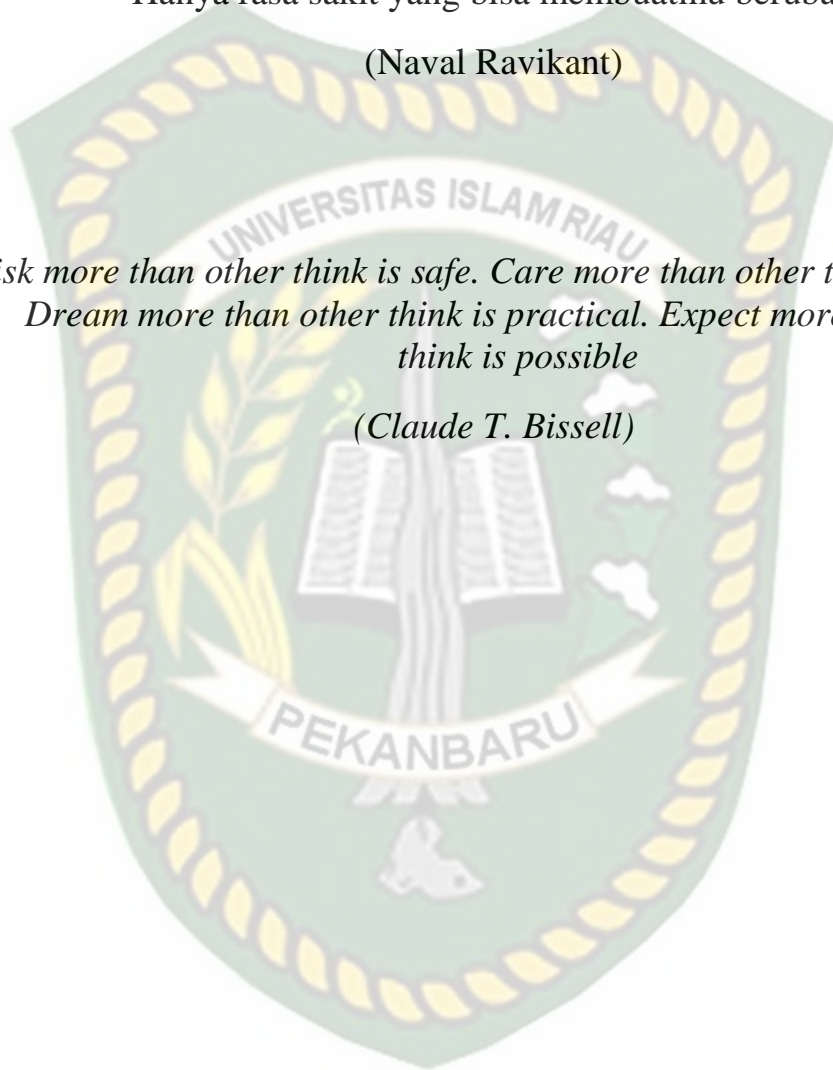 Hanya rasa sakit yang bisa membuatmu
(Naval Ravikant)
UNIVERSITAS ISLAM RIAU
isk more than other think is safe. Care more than other
Dream more than other think is practical. Expect more
think is possible
(Claude T. Bissell)
PEKANBARU